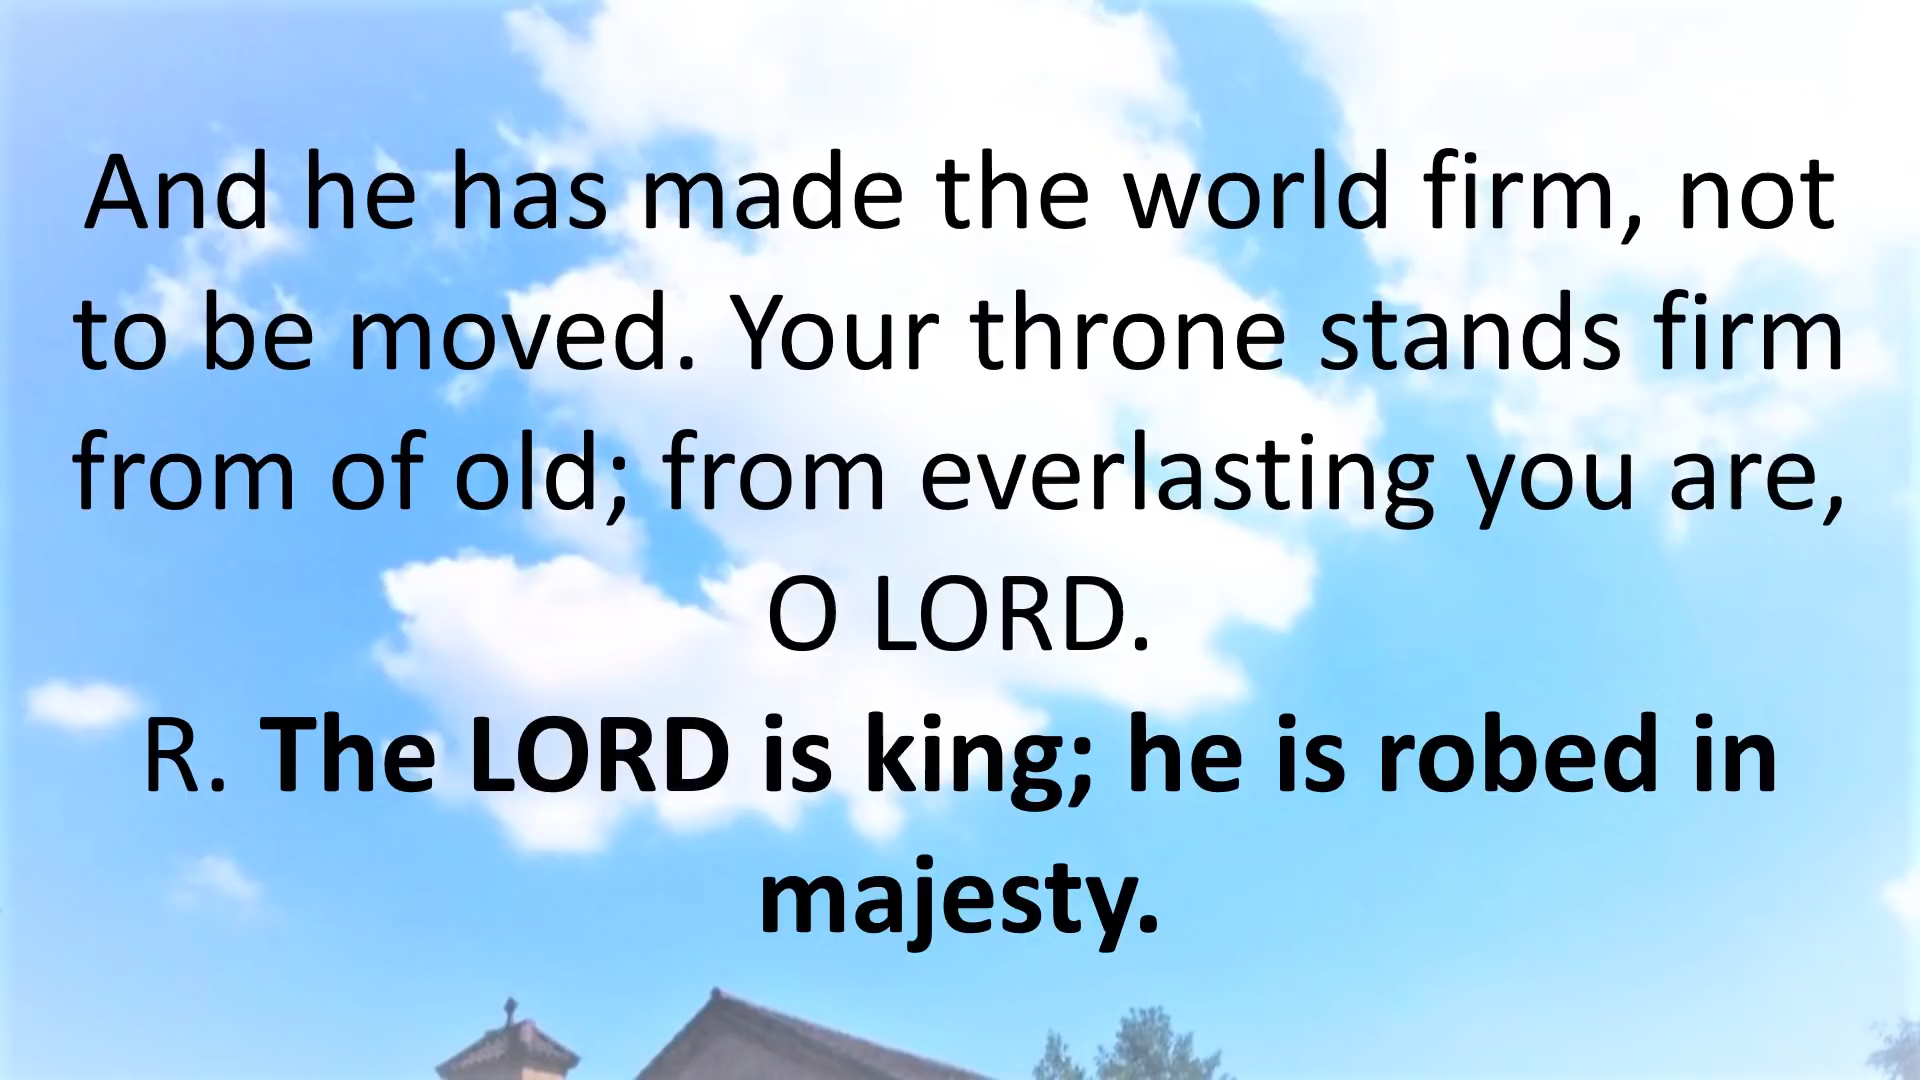 And he has made the world firm, not
to be moved. Your throne stands firm
from of old; from everlasting you are,
O LORD.
R. The LORD is king; he is robed in
majesty.